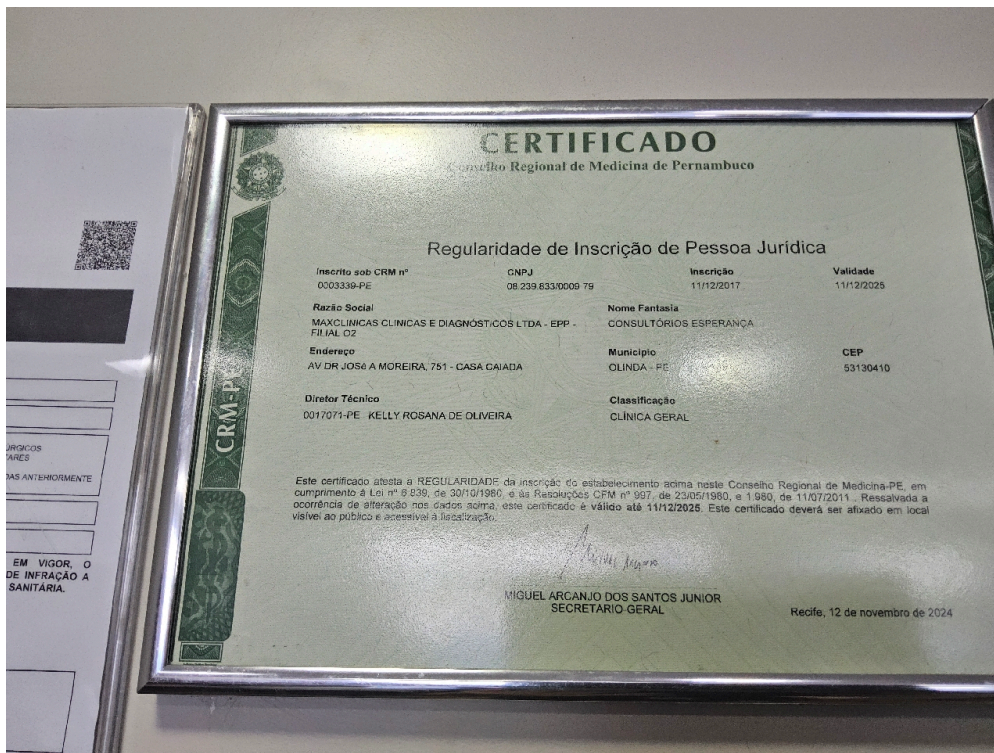 CERTIFICADO
Conselho Regional de Medicina de Pernambuco
Regularidade de Inscrição de Pessoa Jurídica
Inscrito sob CRM nº CNPJ Inscrição Validade
0003339-PE 08.239.833/0009 79 11/12/2017 11/12/2025
Razão Social Nome Fantasia
MAXCLINICAS CLINICAS E DIAGNÓSTICOS LTDA - EPP - CONSULTÓRIOS ESPERANÇA
FILIAL O2
Endereço Município CEP
AV DR JOSé A MOREIRA, 751 - CASA CAIADA OLINDA - PE 53130410
Diretor Técnico Classificação
0017071-PE KELLY ROSANA DE OLIVEIRA CLÍNICA GERAL
Este certificado atesta a REGULARIDADE da inscrição do estabelecimento acima neste Conselho Regional de Medicina-PE, em
cumprimento à Lei nº 6.839, de 30/10/1980, e às Resoluções CFM nº 997, de 23/05/1980, e 1.980, de 11/07/2011. Ressalvada a
ocorrência de alteração nos dados acima, este certificado é válido até 11/12/2025. Este certificado deverá ser afixado em local
visível ao público e acessível à fiscalização.
MIGUEL ARCANJO DOS SANTOS JUNIOR
SECRETÁRIO-GERAL
Recife, 12 de novembro de 2024
CRM-PE
ÚRGICOS
ARES
DAS ANTERIORMENTE
EM VIGOR, O
DE INFRAÇÃO A
SANITÁRIA.